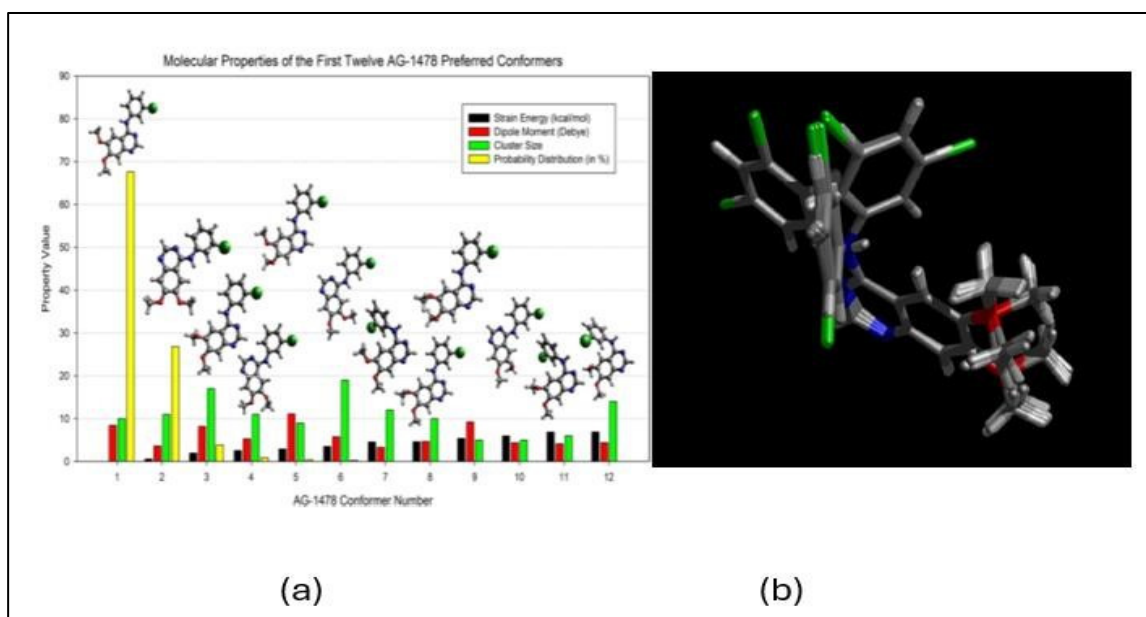 Molecular Properties of the First Twelve AG-1478 Preferred Conformers
90
80
70
60
50
40
30
20
10
0
Property Value
Strain Energy (kcal/mol)
Dipole Moment (Debye)
Cluster Size
Probability Distribution (in %)
1 2 3 4 5 6 7 8 9 10 11 12
AG-1478 Conformer Number
(a) (b)